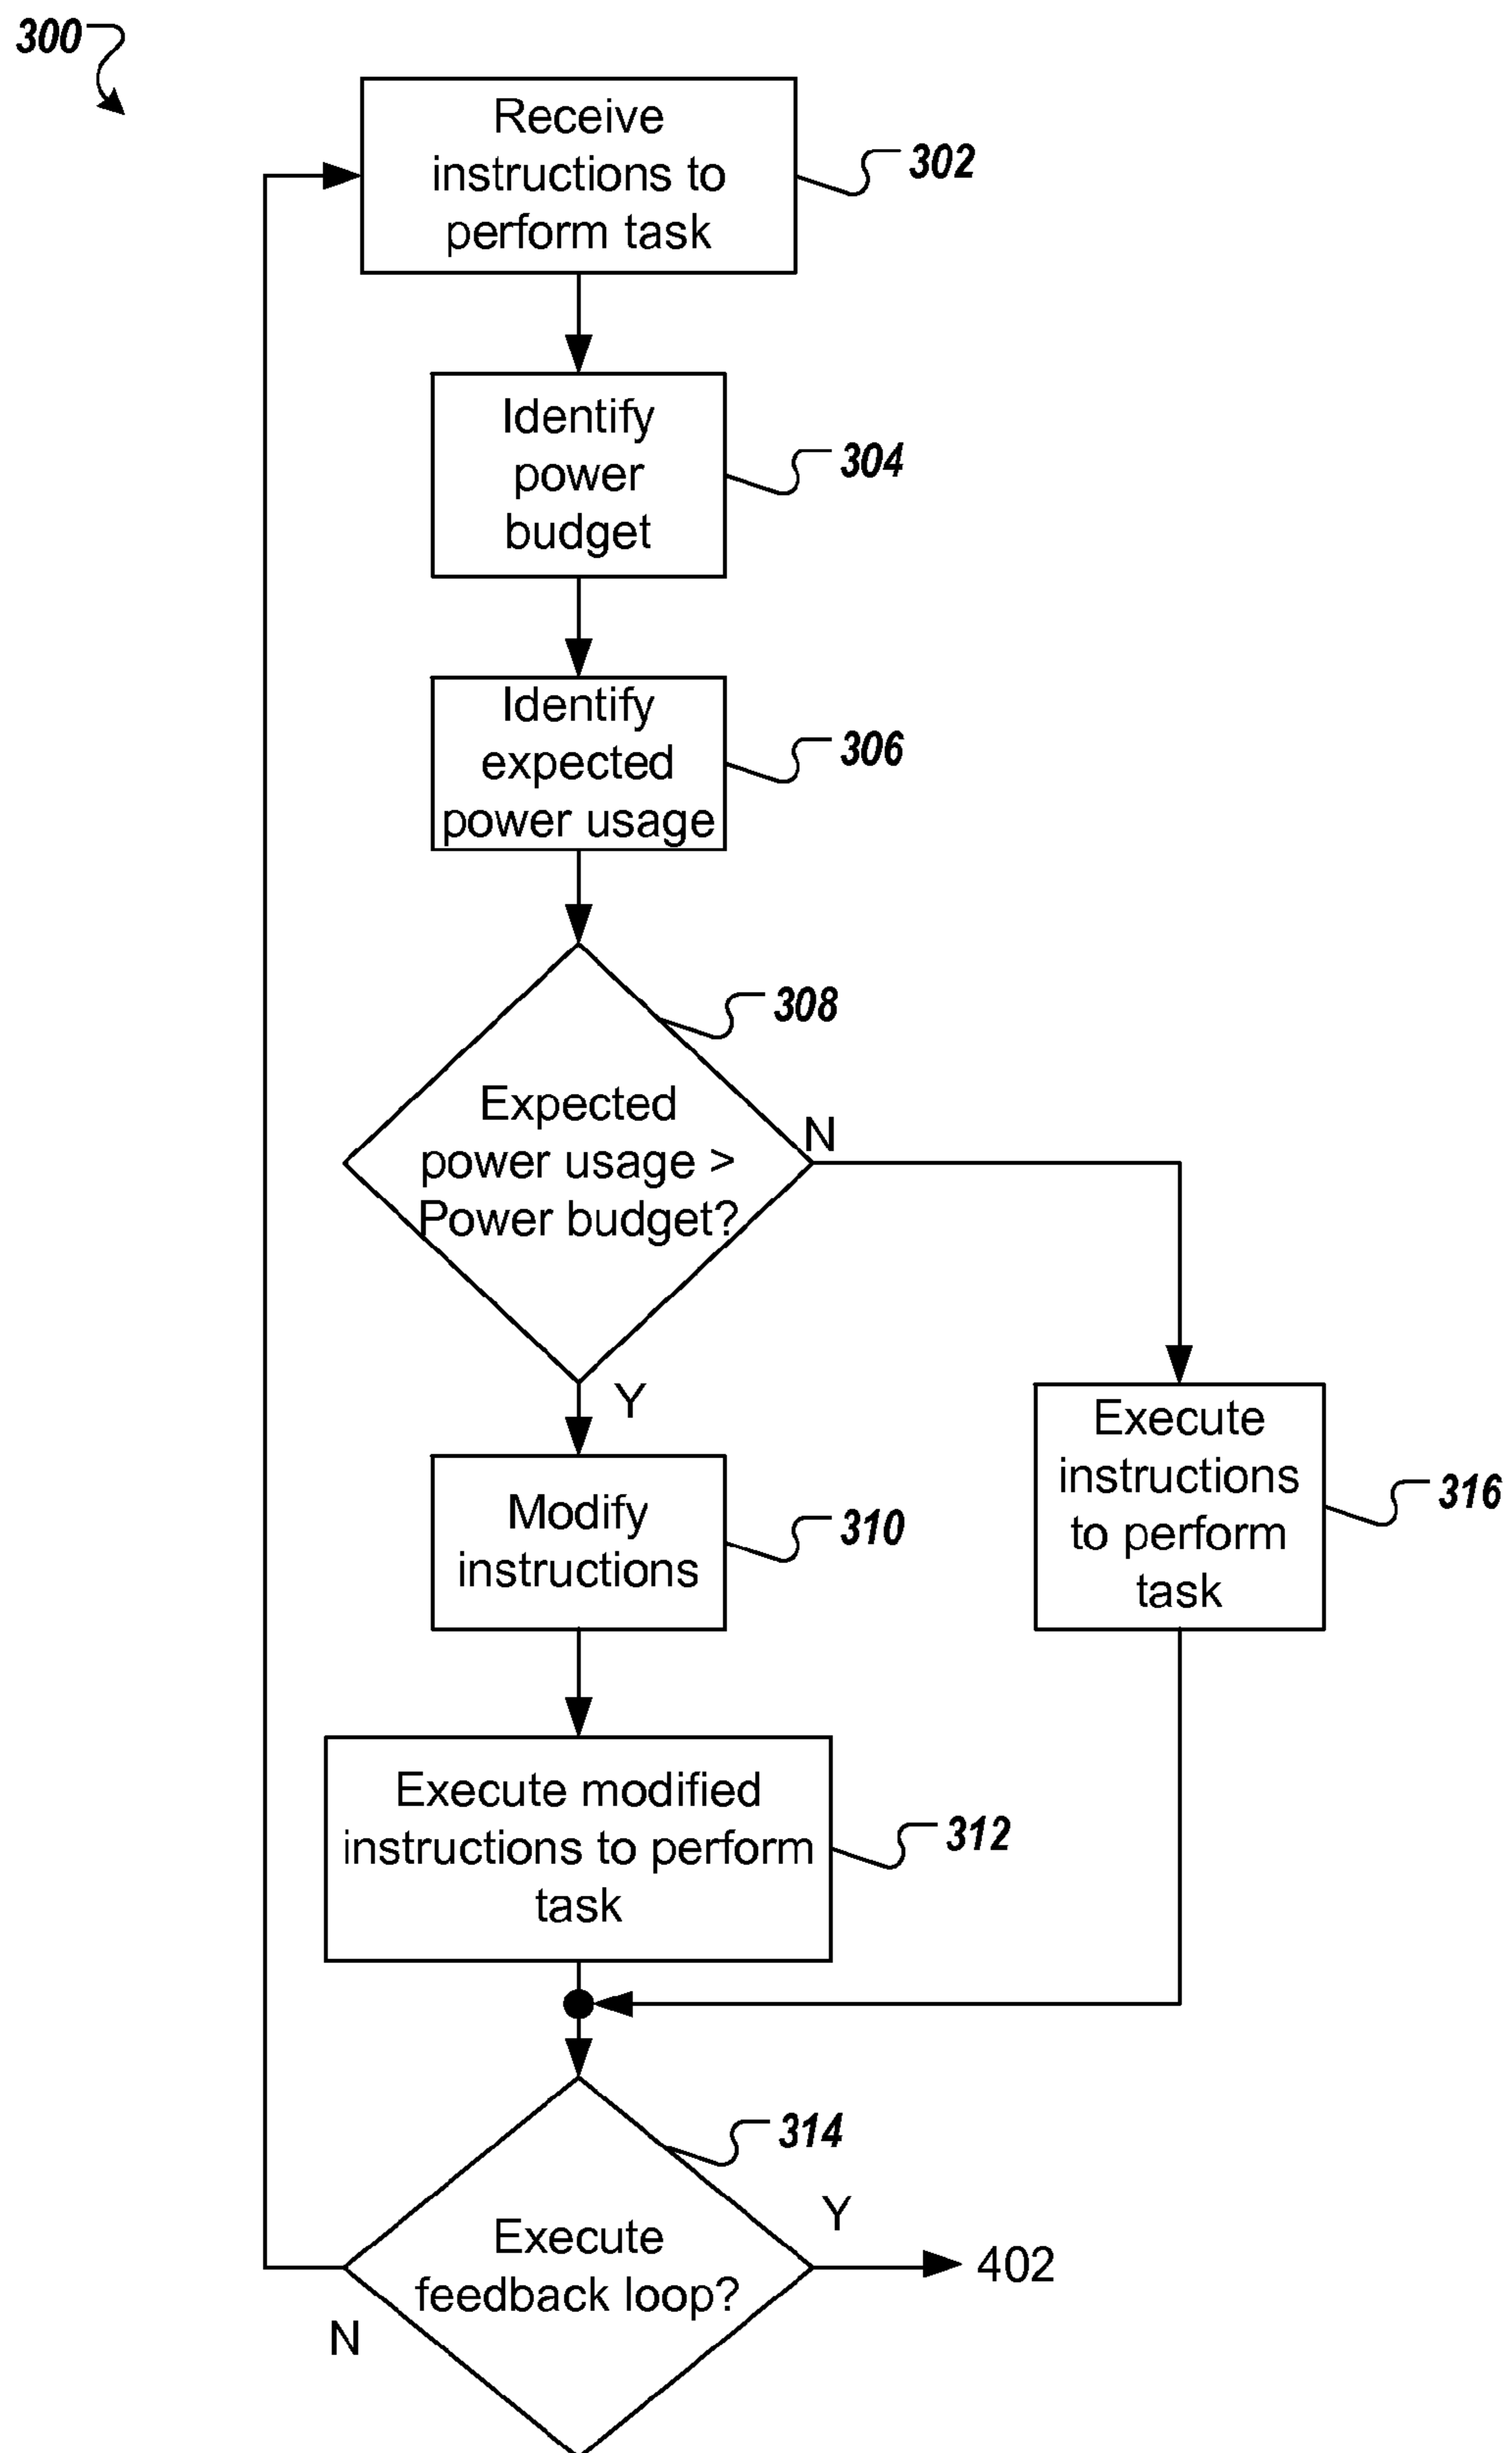 300
Receive
instructions to
perform task
302
Identify
power
budget
304
Identify
expected
power usage
306
308
Expected
power usage >
Power budget?
N
Y
Modify
instructions
310
Execute
instructions
to perform
task
316
Execute modified
instructions to perform
task
312
314
Execute
feedback loop?
Y
402
N